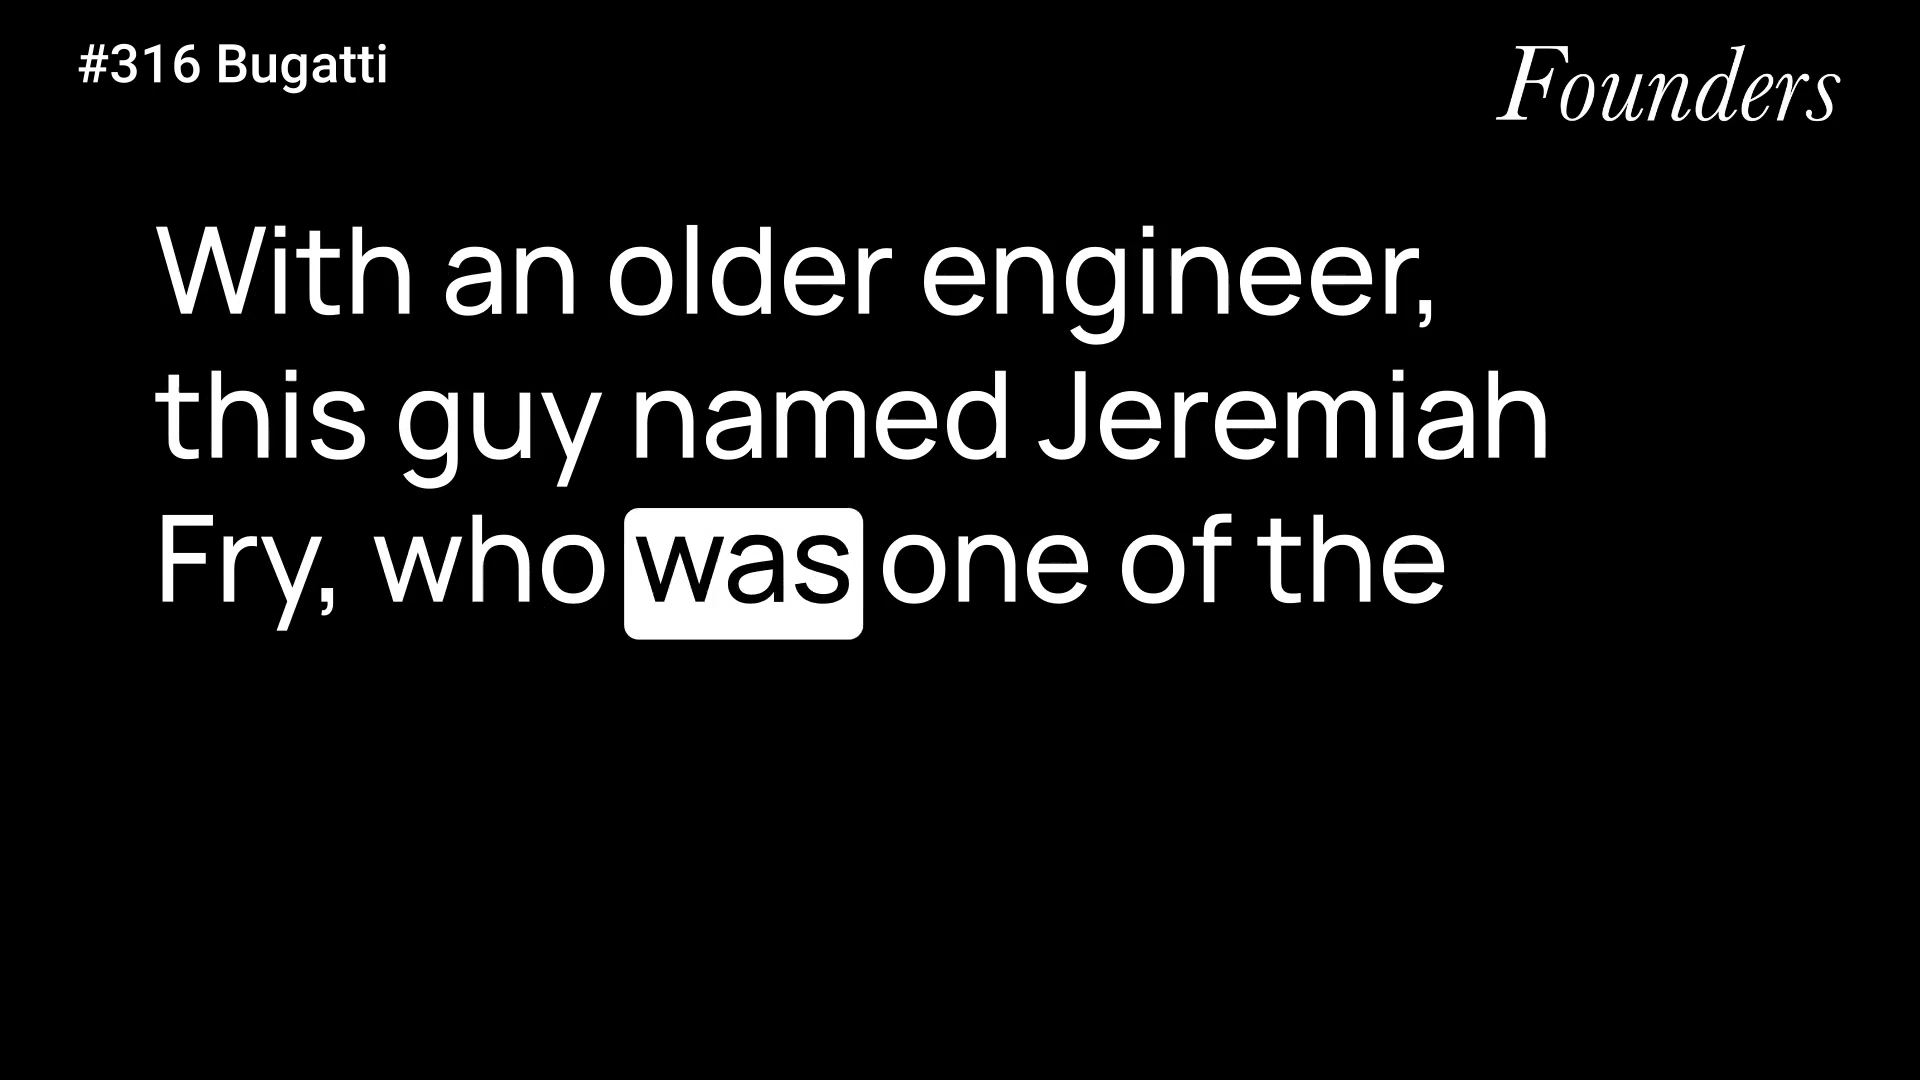 #316 Bugatti
Founders
With an older engineer,
this guy named Jeremiah
Fry, who was one of the